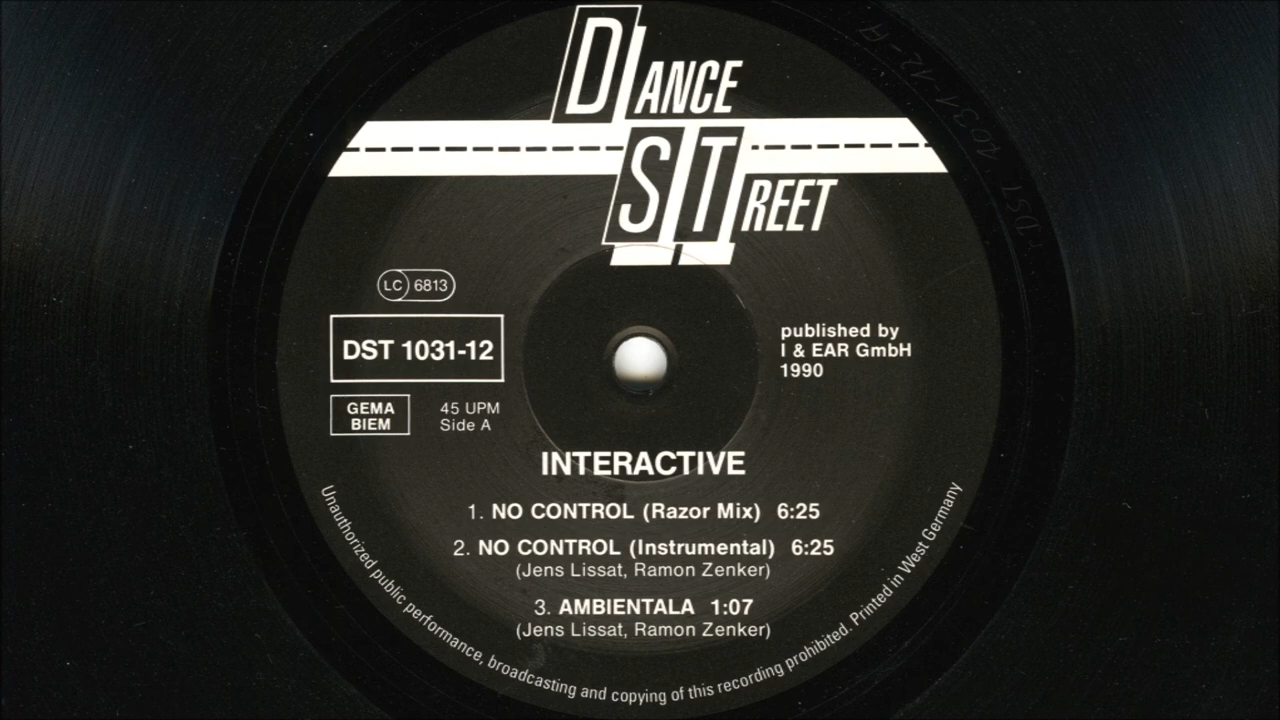 DANCE
STREET
LC 6813
DST 1031-12
published by
I & EAR GmbH
1990
GEMA
BIEM
45 UPM
Side A
INTERACTIVE
1. NO CONTROL (Razor Mix) 6:25
2. NO CONTROL (Instrumental) 6:25
(Jens Lissat, Ramon Zenker)
3. AMBIENTALA 1:07
(Jens Lissat, Ramon Zenker)
Unauthorized public performance, broadcasting and copying of this recording prohibited. Printed in West Germany
DST 1031-12-A